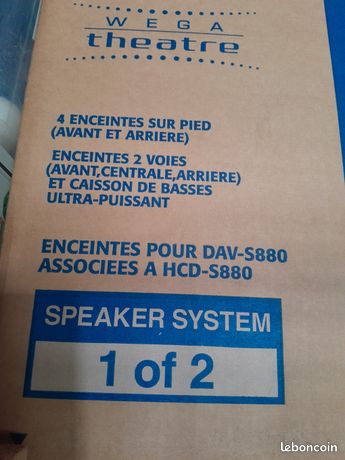 WEGA
theatre
4 ENCEINTES SUR PIED
(AVANT ET ARRIERE)
ENCEINTES 2 VOIES
(AVANT,CENTRALE,ARRIERE)
ET CAISSON DE BASSES
ULTRA-PUISSANT
ENCEINTES POUR DAV-S880
ASSOCIEES A HCD-S880
SPEAKER SYSTEM
1 of 2
leboncoin